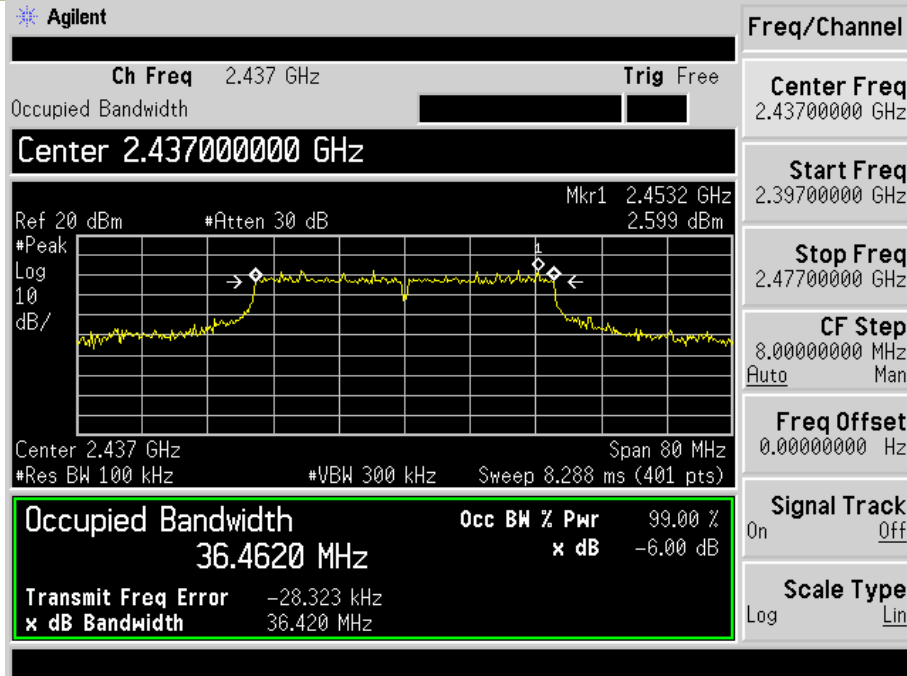 Agilent
Freq/Channel
Ch Freq 2.437 GHz Trig Free
Occupied Bandwidth
Center 2.437000000 GHz
Mkr1 2.4532 GHz
Ref 20 dBm #Atten 30 dB 2.599 dBm
#Peak
Log
10
dB/
1
Center 2.437 GHz Span 80 MHz
#Res BW 100 kHz #VBW 300 kHz Sweep 8.288 ms (401 pts)
Occupied Bandwidth Occ BW % Pwr 99.00 %
36.4620 MHz x dB -6.00 dB
Transmit Freq Error -28.323 kHz
x dB Bandwidth 36.420 MHz
Center Freq
2.43700000 GHz
Start Freq
2.39700000 GHz
Stop Freq
2.47700000 GHz
CF Step
8.00000000 MHz
Auto Man
Freq Offset
0.00000000 Hz
Signal Track
On Off
Scale Type
Log Lin